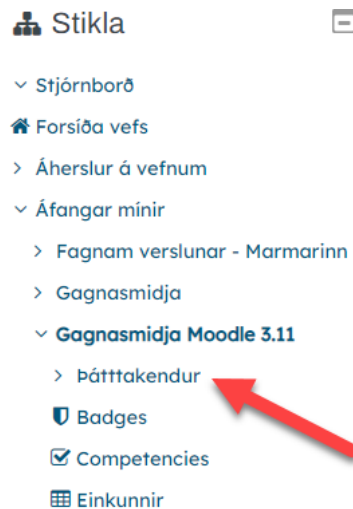 Stikla
Stjórnborð
Forsíða vefs
Áherslur á vefnum
Áfangar mínir
Fagnam verslunar - Marmarinn
Gagnasmidja
Gagnasmidja Moodle 3.11
Þátttakendur
Badges
Competencies
Einkunnir